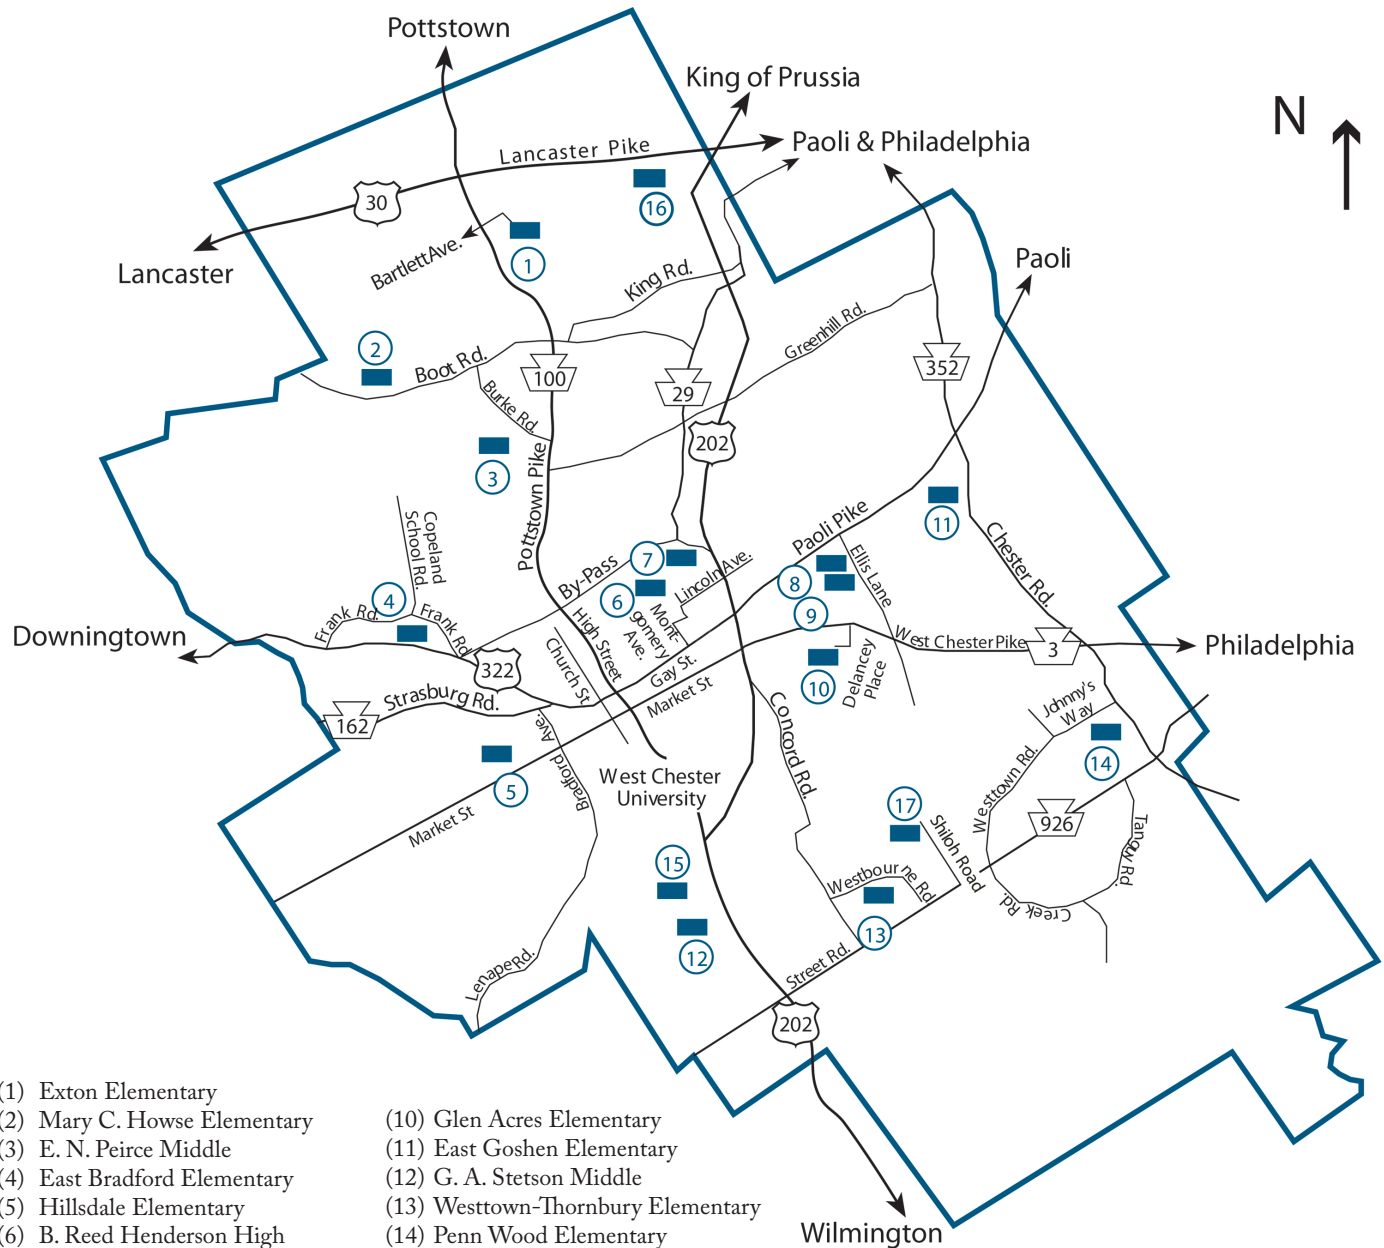 Pottstown
King of Prussia
N
Paoli & Philadelphia
Lancaster Pike
30
16
Lancaster
Bartlett Ave.
1
King Rd.
Paoli
2
Boot Rd.
100
29
Greenhill Rd.
352
Burke Rd.
202
3
Pottstown Pike
11
Copeland
School Rd.
By-Pass
7
Lincoln Ave.
Paoli Pike
Ellis Lane
Chester Rd.
4
6
8
9
Frank Rd.
Frank Rd.
Mont-
gomery
Ave.
High Street
Church St
Downingtown
322
Gay St.
Market St
West Chester Pike
3
Philadelphia
10
Delancey
Place
162
Strasburg Rd.
Johnny's
Way
Bradford
Ave.
5
Market St
West Chester
University
Concord Rd.
Westtown Rd.
14
17
Shiloh Road
926
Tanguy Rd.
15
Westbourne Rd
Creek Rd.
12
13
Lenape Rd.
Street Rd.
202
Wilmington
(1) Exton Elementary
(2) Mary C. Howse Elementary
(3) E. N. Peirce Middle
(4) East Bradford Elementary
(5) Hillsdale Elementary
(6) B. Reed Henderson High
(10) Glen Acres Elementary
(11) East Goshen Elementary
(12) G. A. Stetson Middle
(13) Westtown-Thornbury Elementary
(14) Penn Wood Elementary